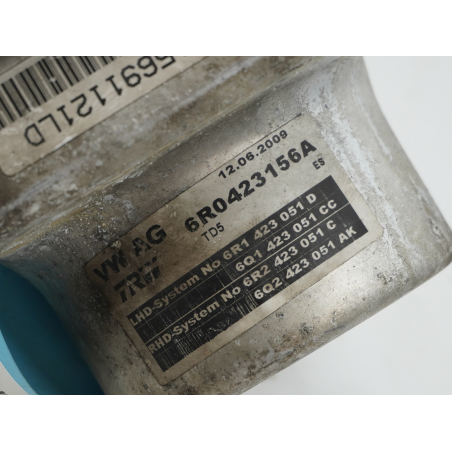 5691121LD
12.06.2009
VW AG 6R0423156A
TRW TD5 ES
LHD-System No 6R1 423 051 D
6Q1 423 051 CC
RHD-System No 6R2 423 051 C
6Q2 423 051 AK